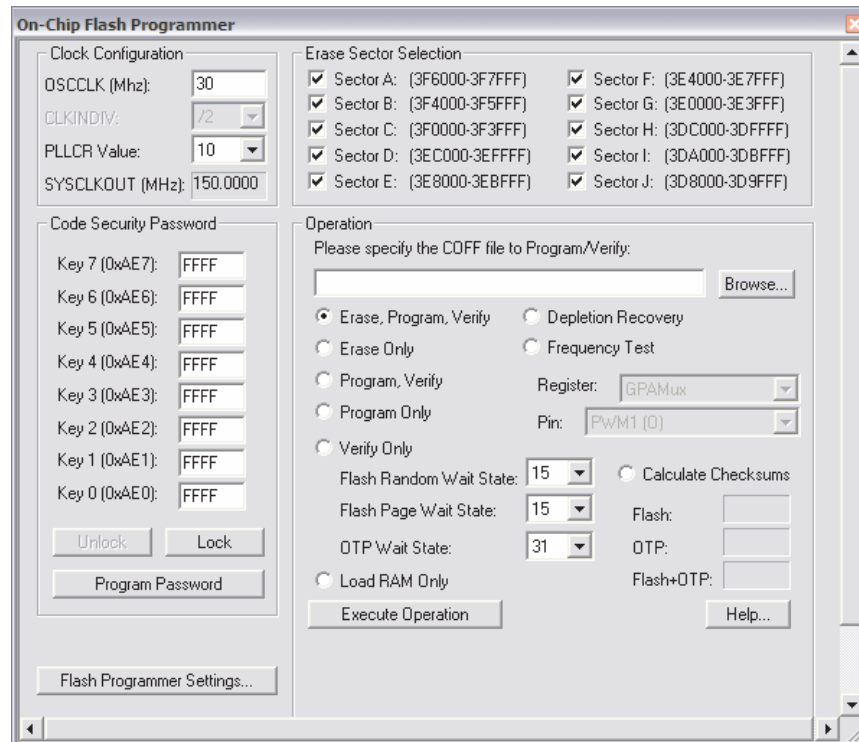 On-Chip Flash Programmer
Clock Configuration
OSCCLK (Mhz): 30
CLKINDIV: /2
PLLCR Value: 10
SYSCLKOUT (MHz): 150.0000
Erase Sector Selection
Sector A: (3F6000-3F7FFF)
Sector B: (3F4000-3F5FFF)
Sector C: (3F0000-3F3FFF)
Sector D: (3EC000-3EFFFF)
Sector E: (3E8000-3EBFFF)
Sector F: (3E4000-3E7FFF)
Sector G: (3E0000-3E3FFF)
Sector H: (3DC000-3DFFFF)
Sector I: (3DA000-3DBFFF)
Sector J: (3D8000-3D9FFF)
Code Security Password
Key 7 (0xAE7): FFFF
Key 6 (0xAE6): FFFF
Key 5 (0xAE5): FFFF
Key 4 (0xAE4): FFFF
Key 3 (0xAE3): FFFF
Key 2 (0xAE2): FFFF
Key 1 (0xAE1): FFFF
Key 0 (0xAE0): FFFF
Unlock Lock
Program Password
Flash Programmer Settings...
Operation
Please specify the COFF file to Program/Verify:
Browse...
Erase, Program, Verify
Erase Only
Program, Verify
Program Only
Verify Only
Depletion Recovery
Frequency Test
Register: GPAMux
Pin: PWM1 (0)
Flash Random Wait State: 15
Flash Page Wait State: 15
OTP Wait State: 31
Calculate Checksums
Flash:
OTP:
Flash+OTP:
Load RAM Only
Execute Operation
Help...